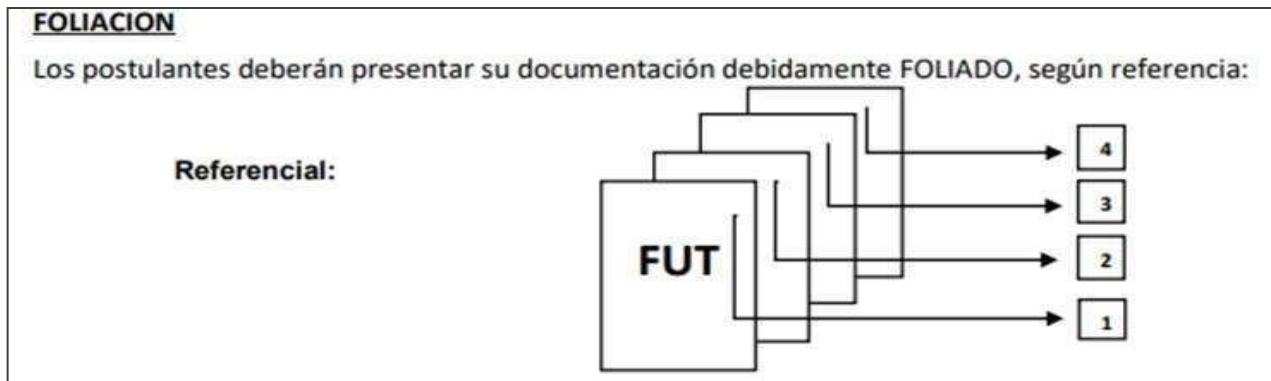 FOLIACION
Los postulantes deberán presentar su documentación debidamente FOLIADO, según referencia:
Referencial:
4
3
FUT
2
1